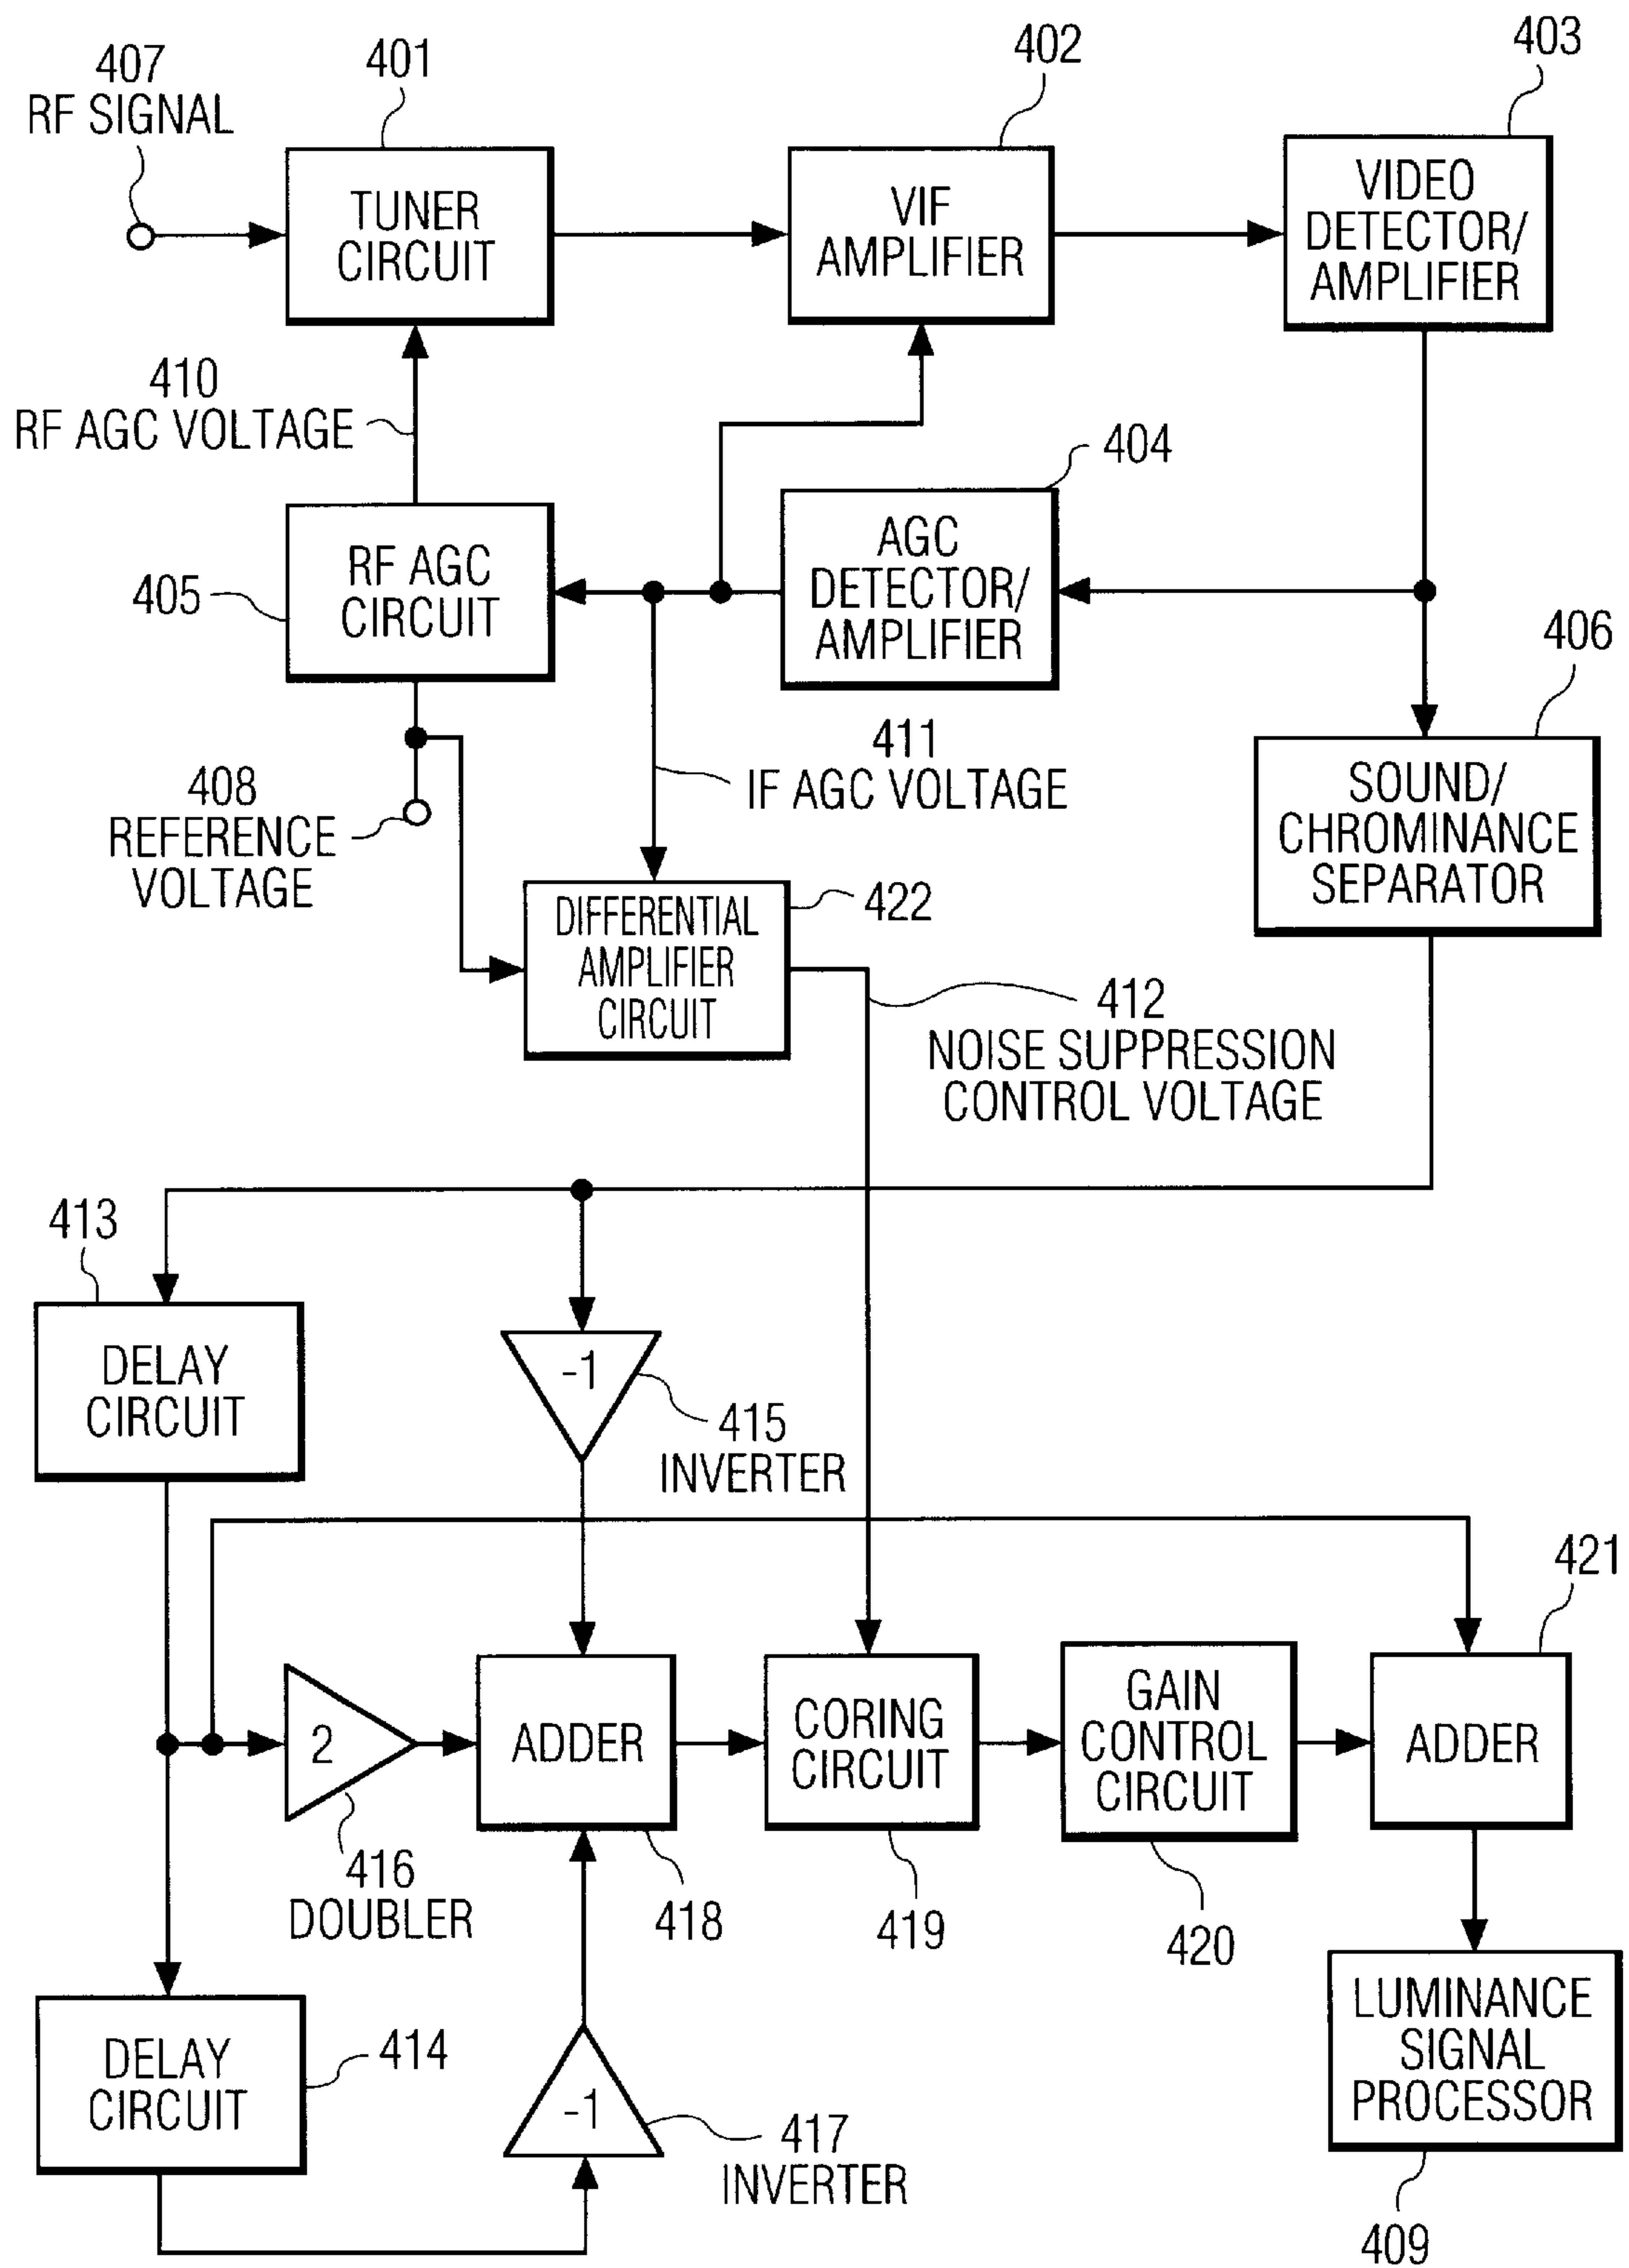 407
RF SIGNAL
401
402
403
TUNER
CIRCUIT
VIF
AMPLIFIER
VIDEO
DETECTOR/
AMPLIFIER
410
RF AGC VOLTAGE
404
405
RF AGC
CIRCUIT
AGC
DETECTOR/
AMPLIFIER
406
408
REFERENCE
VOLTAGE
411
IF AGC VOLTAGE
SOUND/
CHROMINANCE
SEPARATOR
DIFFERENTIAL
AMPLIFIER
CIRCUIT
422
412
NOISE SUPPRESSION
CONTROL VOLTAGE
413
DELAY
CIRCUIT
-1
415
INVERTER
421
2
416
DOUBLER
ADDER
418
CORING
CIRCUIT
419
GAIN
CONTROL
CIRCUIT
420
ADDER
DELAY
CIRCUIT
414
-1
417
INVERTER
LUMINANCE
SIGNAL
PROCESSOR
409